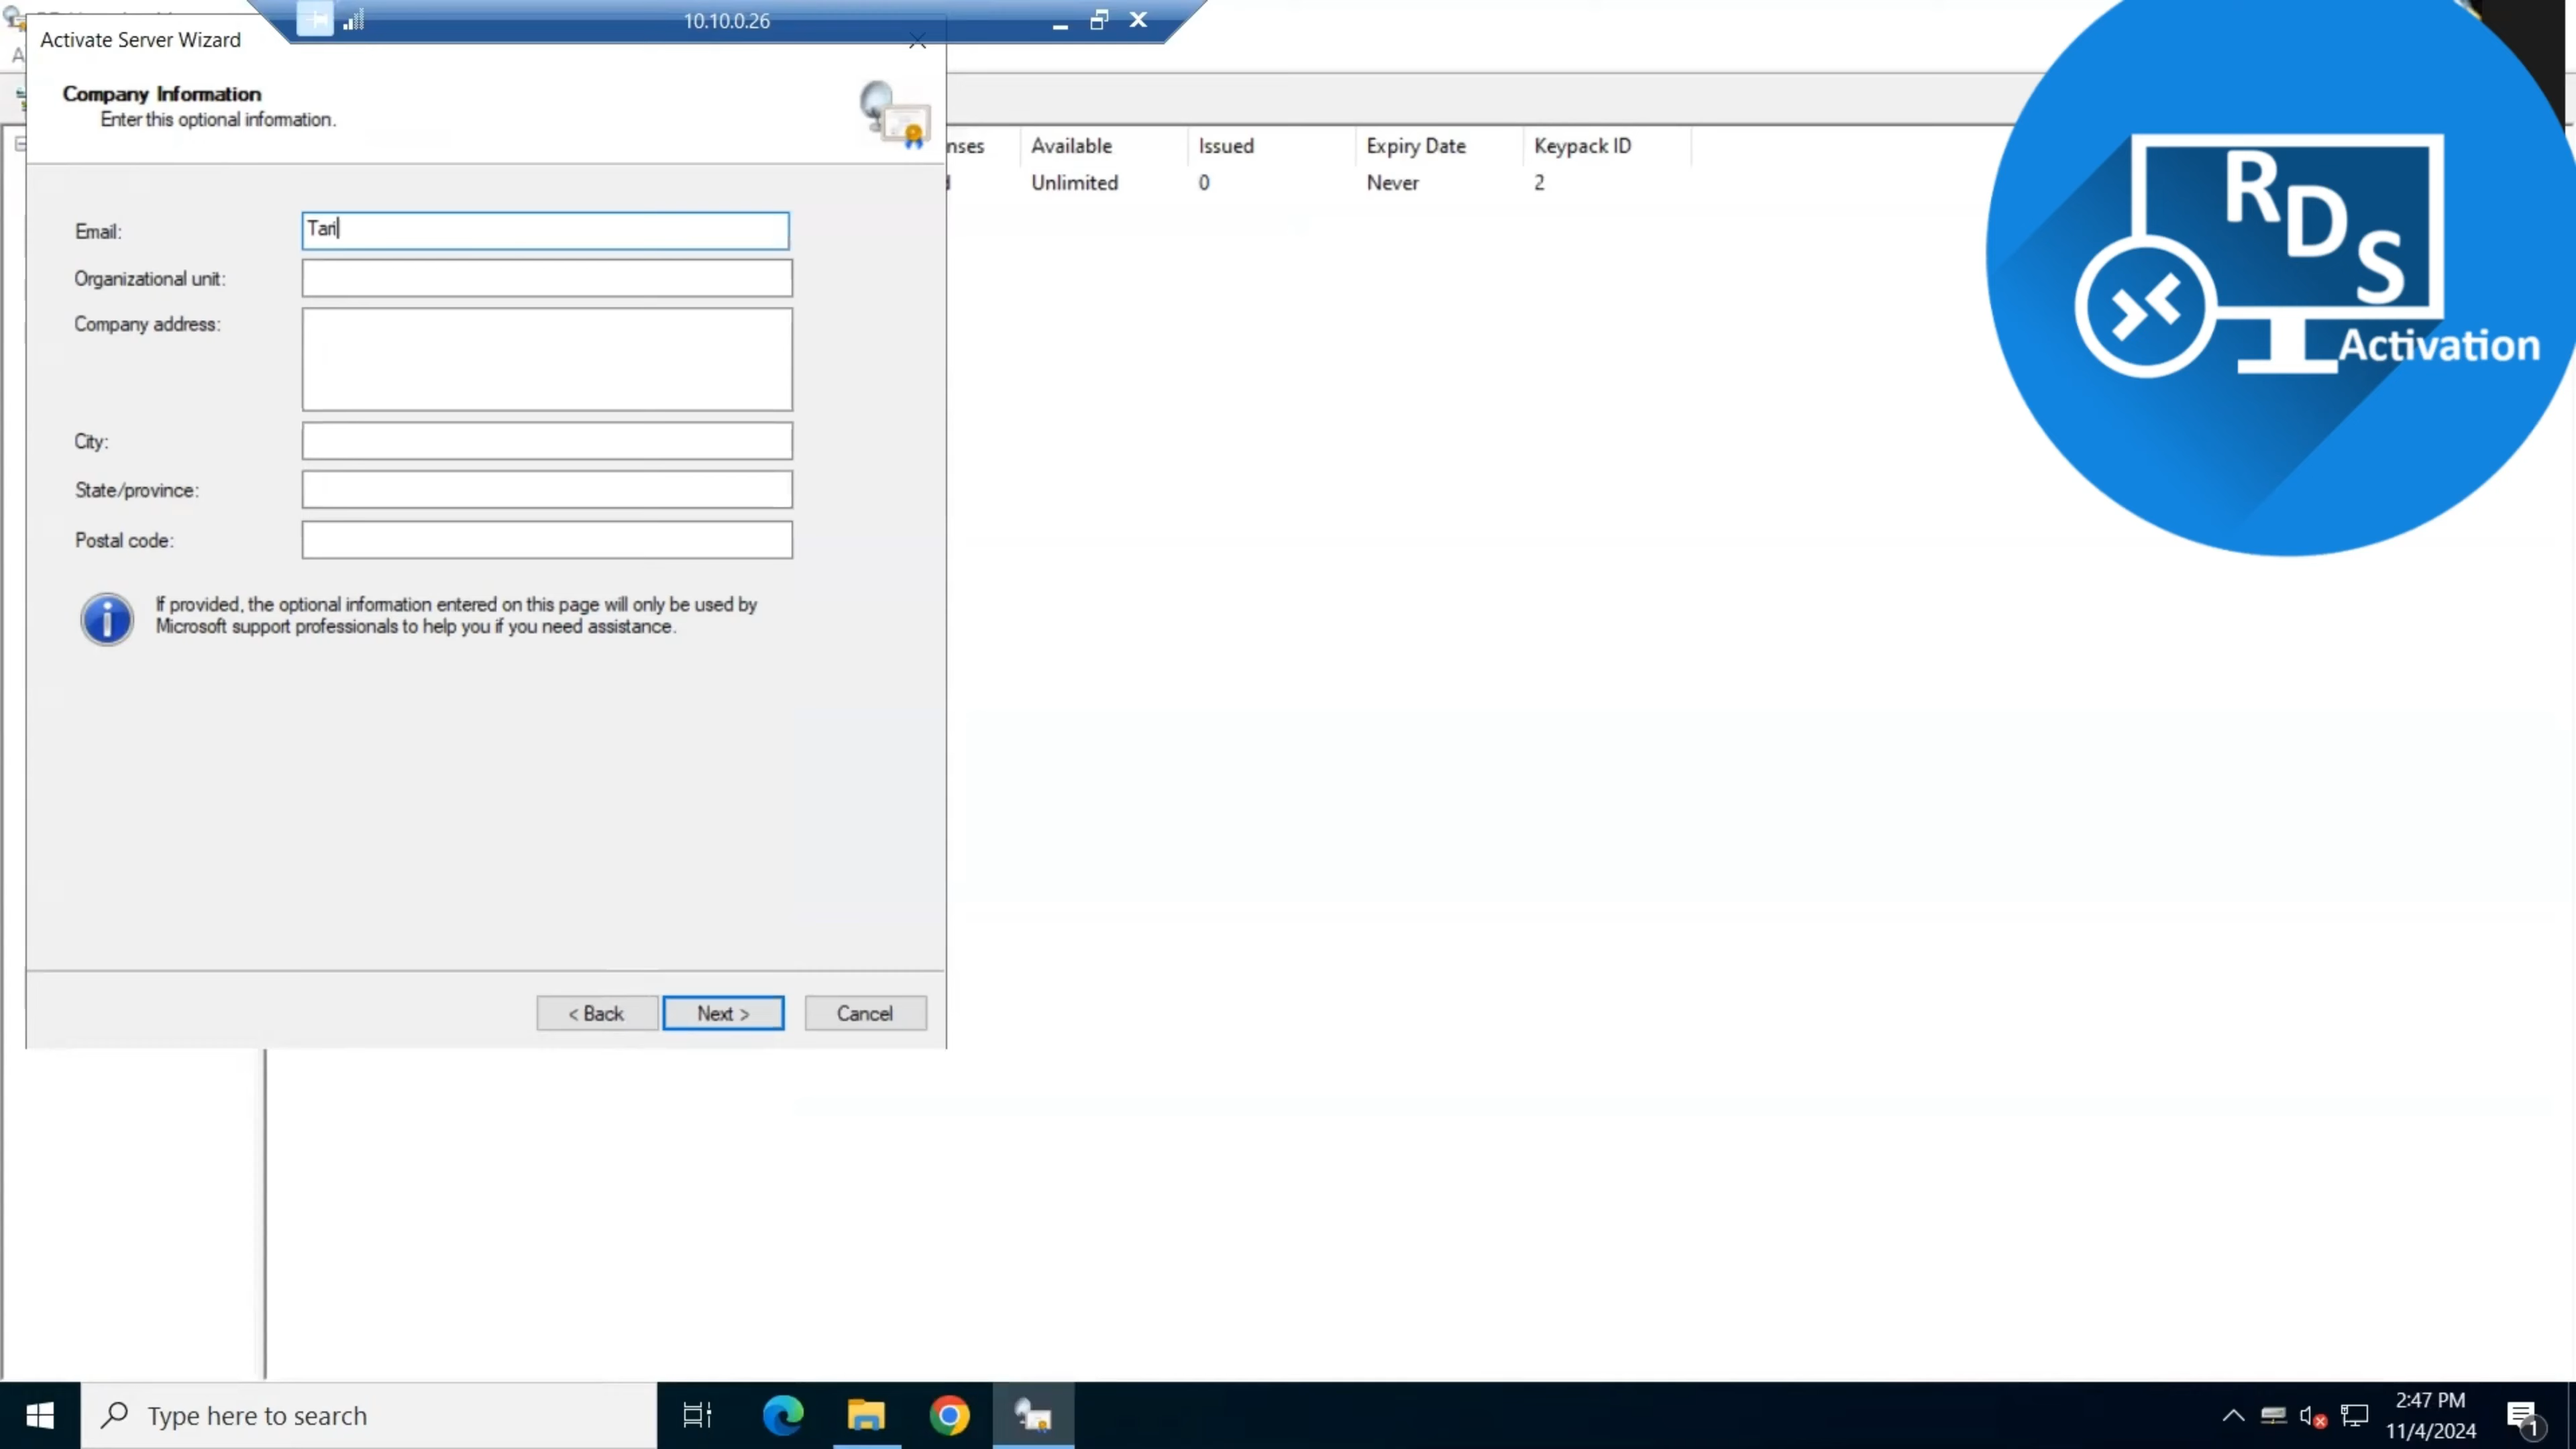 10.10.0.26
Activate Server Wizard
Company Information
Enter this optional information.
Available Issued Expiry Date Keypack ID
Unlimited 0 Never 2
Email: Tari
Organizational unit:
Company address:
City:
State/province:
Postal code:
If provided, the optional information entered on this page will only be used by
Microsoft support professionals to help you if you need assistance.
< Back Next > Cancel
RDS
Activation
Type here to search
2:47 PM
11/4/2024
1